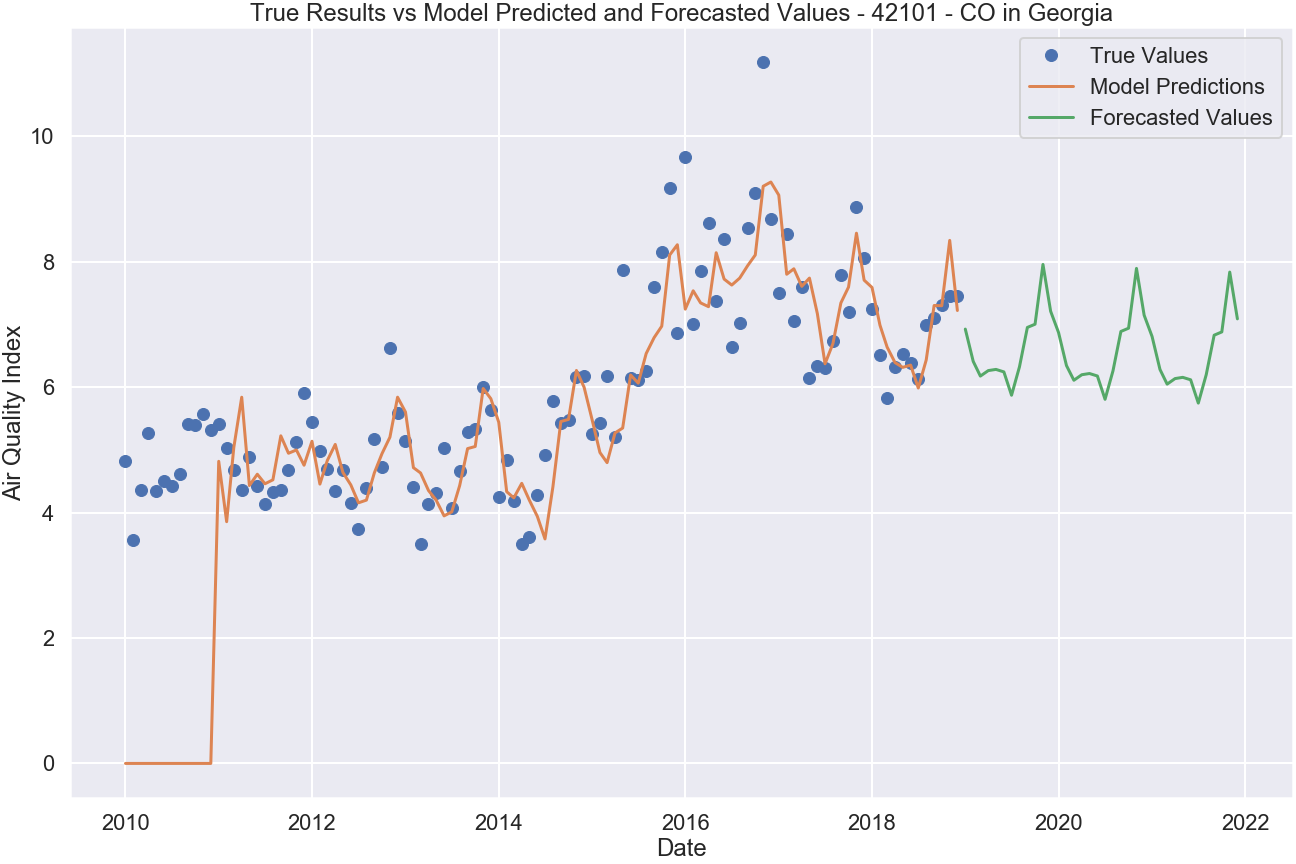 True Results vs Model Predicted and Forecasted Values - 42101 - CO in Georgia
True Values
Model Predictions
Forecasted Values
Air Quality Index
10
8
6
4
2
0
2010 2012 2014 2016 2018 2020 2022
Date